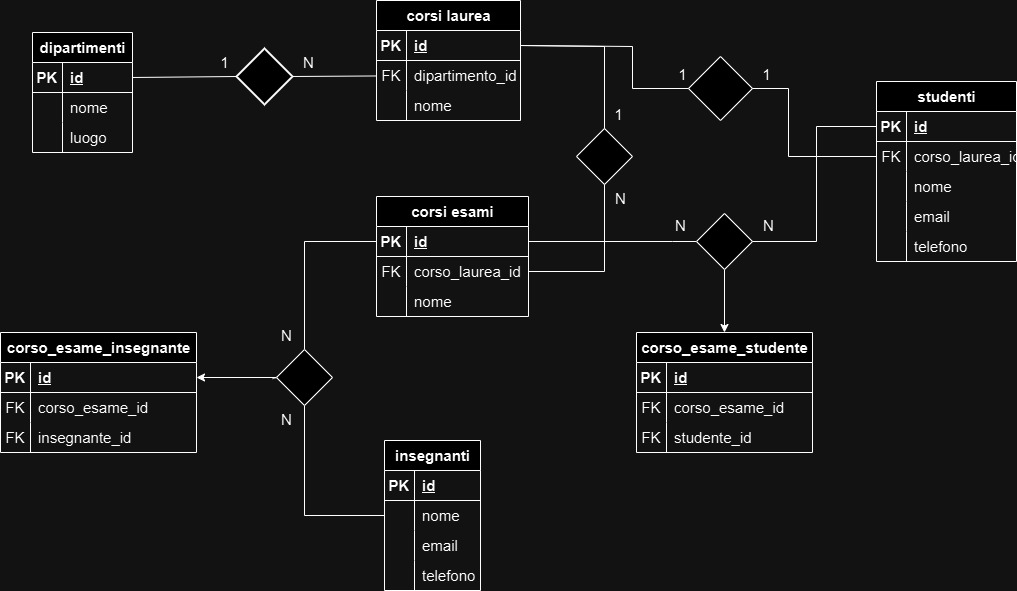 dipartimenti
PK id
nome
luogo
1
N
corsi laurea
PK id
FK dipartimento_id
nome
1
1
studenti
PK id
FK corso_laurea_id
nome
email
telefono
1
N
corsi esami
PK id
FK corso_laurea_id
nome
N
N
corso_esame_insegnante
PK id
FK corso_esame_id
FK insegnante_id
N
N
corso_esame_studente
PK id
FK corso_esame_id
FK studente_id
insegnanti
PK id
nome
email
telefono